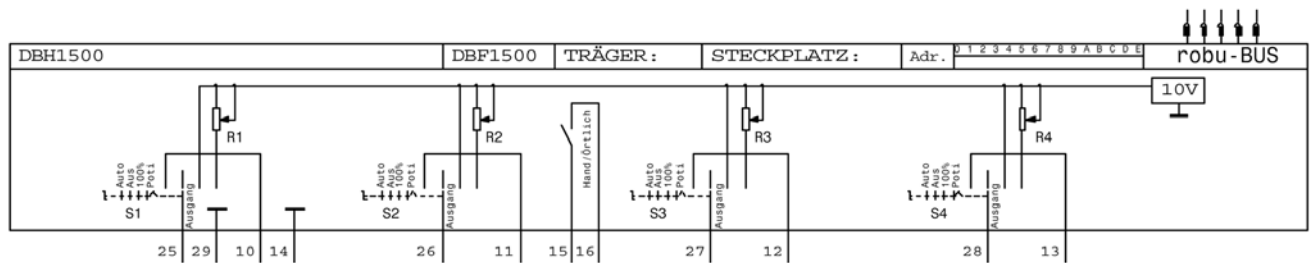 DBH1500 DBF1500 TRÄGER: STECKPLATZ: Adr. 0 1 2 3 4 5 6 7 8 9 A B C D E robu-BUS
10V
R1 R2 Hand/Örtlich R3 R4
Auto Aus 100% Poti Ausgang S1
Auto Aus 100% Poti Ausgang S2
Auto Aus 100% Poti Ausgang S3
Auto Aus 100% Poti Ausgang S4
25 29 10 14 26 11 15 16 27 12 28 13